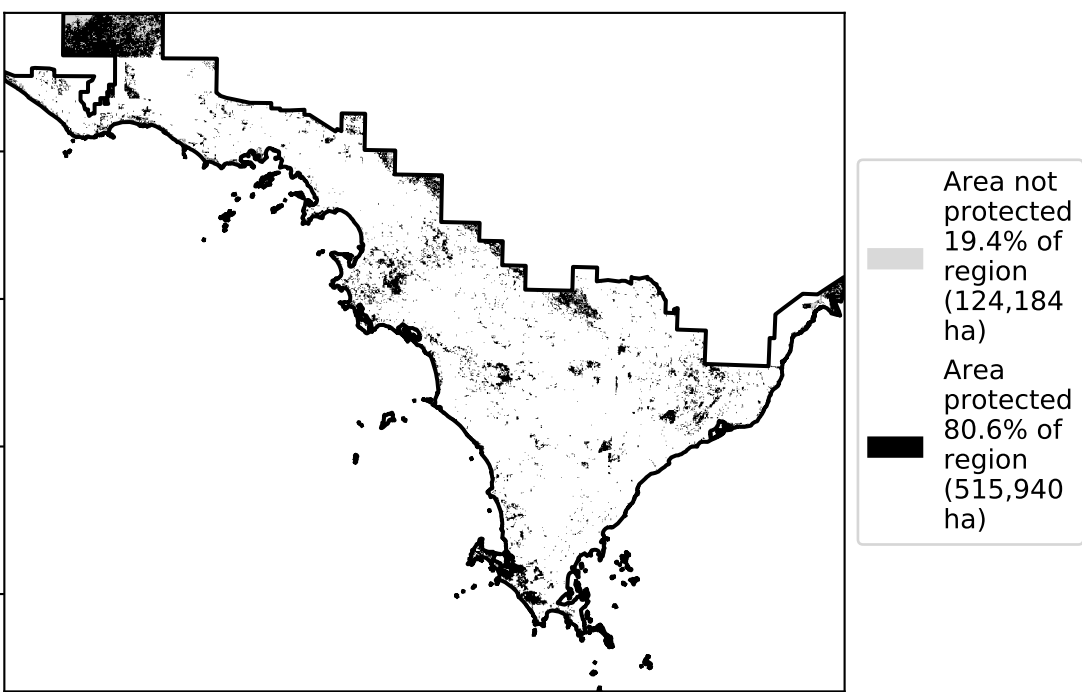 Area not
protected
19.4% of
region
(124,184
ha)
Area
protected
80.6% of
region
(515,940
ha)